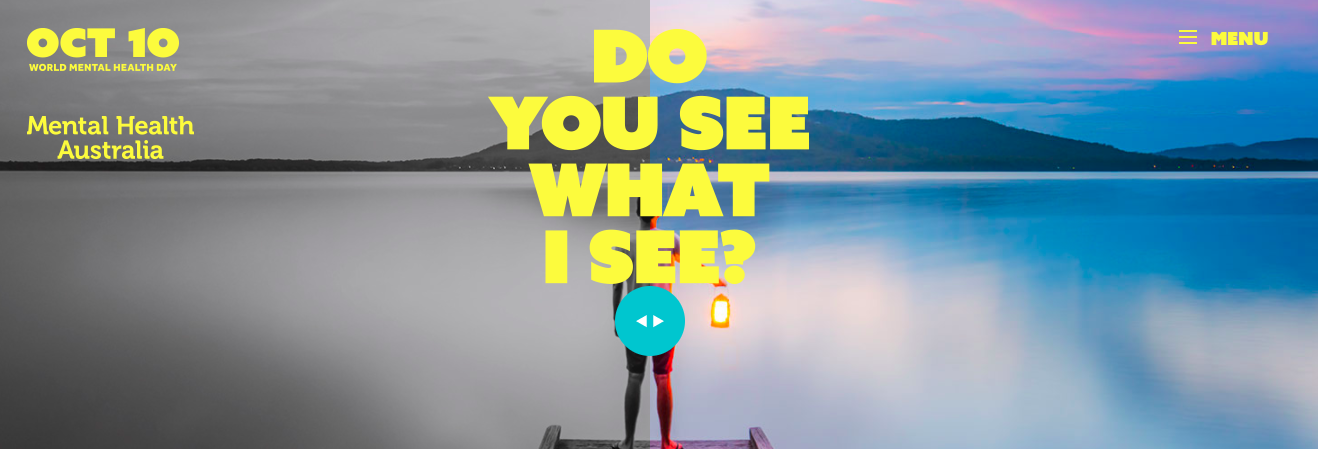 OCT 10
WORLD MENTAL HEALTH DAY
Mental Health
Australia
DO
YOU SEE
WHAT
I SEE?
MENU